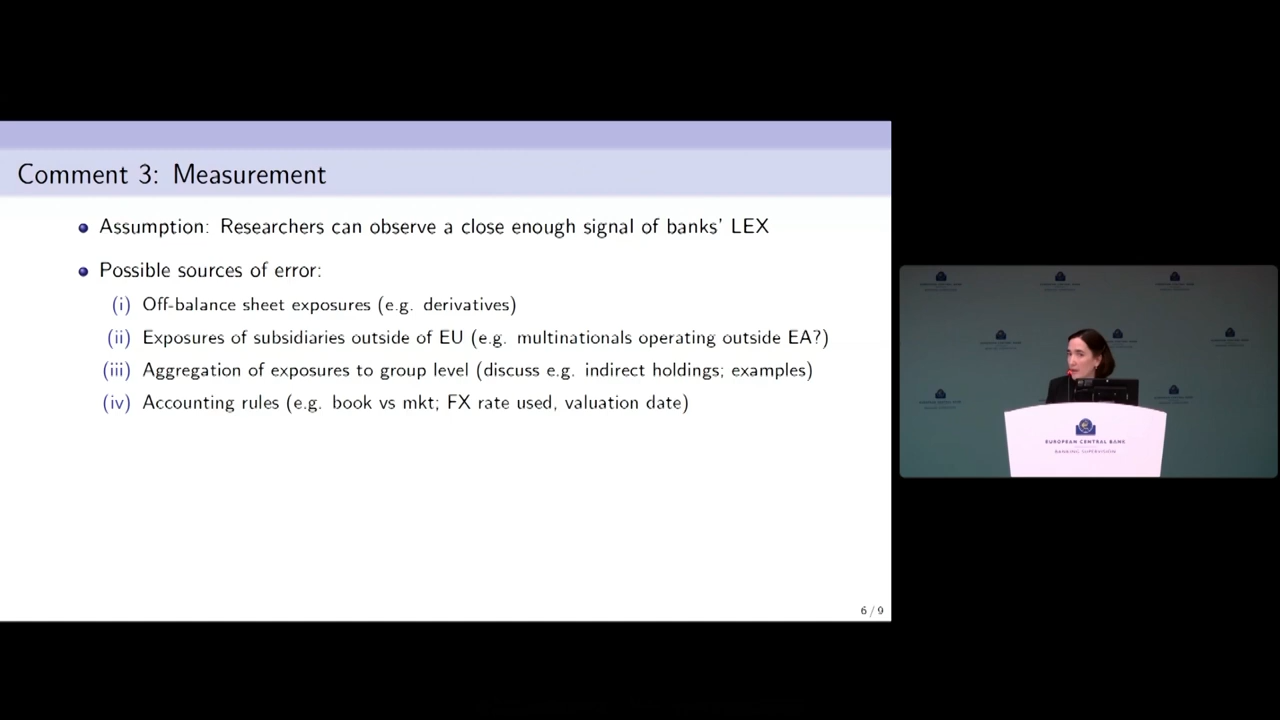 Comment 3: Measurement
Assumption: Researchers can observe a close enough signal of banks' LEX
Possible sources of error:
(i) Off-balance sheet exposures (e.g. derivatives)
(ii) Exposures of subsidiaries outside of EU (e.g. multinationals operating outside EA?)
(iii) Aggregation of exposures to group level (discuss e.g. indirect holdings; examples)
(iv) Accounting rules (e.g. book vs mkt; FX rate used, valuation date)
6 / 9
EUROPEAN CENTRAL BANK
BANKING SUPERVISION